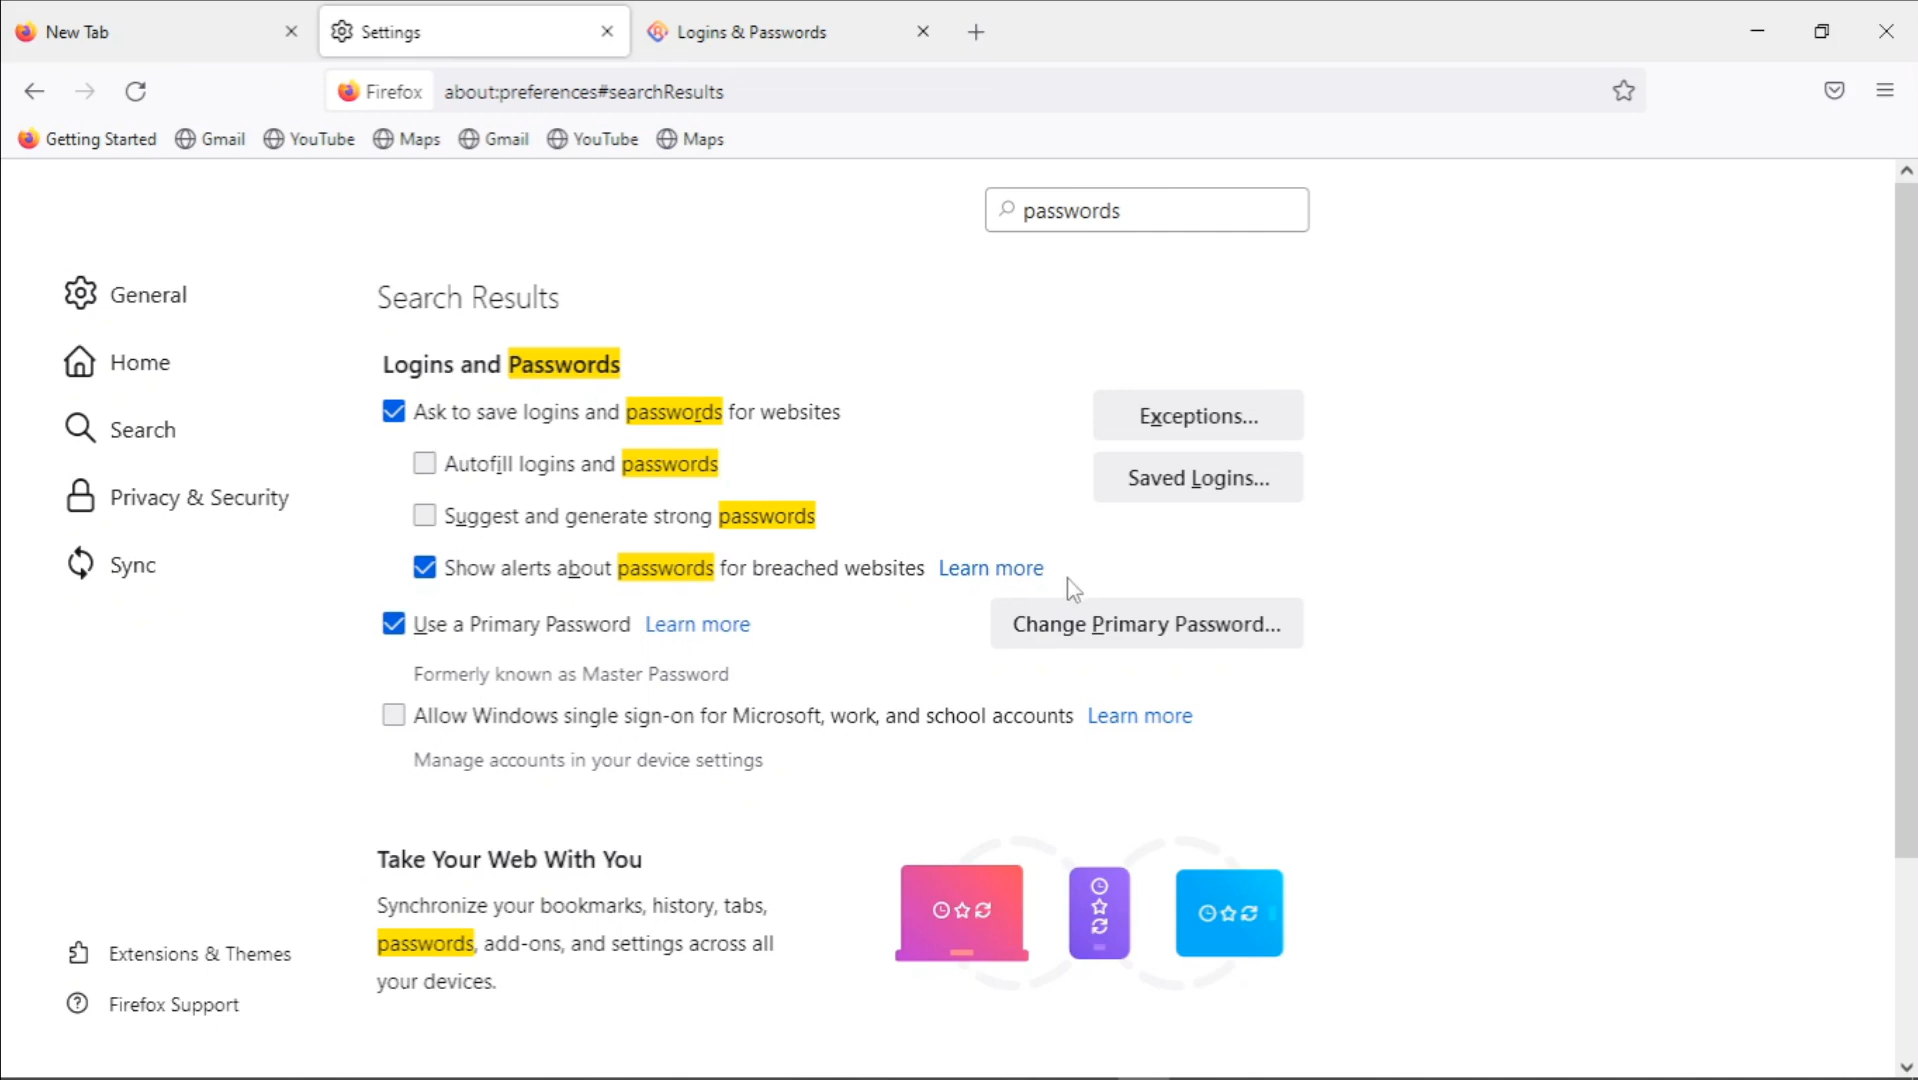 New Tab
Settings
Logins & Passwords
Firefox
about:preferences#searchResults
Getting Started
Gmail
YouTube
Maps
Gmail
YouTube
Maps
passwords
General
Home
Search
Privacy & Security
Sync
Extensions & Themes
Firefox Support
Search Results
Logins and Passwords
Ask to save logins and passwords for websites
Exceptions...
Autofill logins and passwords
Saved Logins...
Suggest and generate strong passwords
Show alerts about passwords for breached websites Learn more
Use a Primary Password Learn more
Change Primary Password...
Formerly known as Master Password
Allow Windows single sign-on for Microsoft, work, and school accounts Learn more
Manage accounts in your device settings
Take Your Web With You
Synchronize your bookmarks, history, tabs,
passwords, add-ons, and settings across all
your devices.